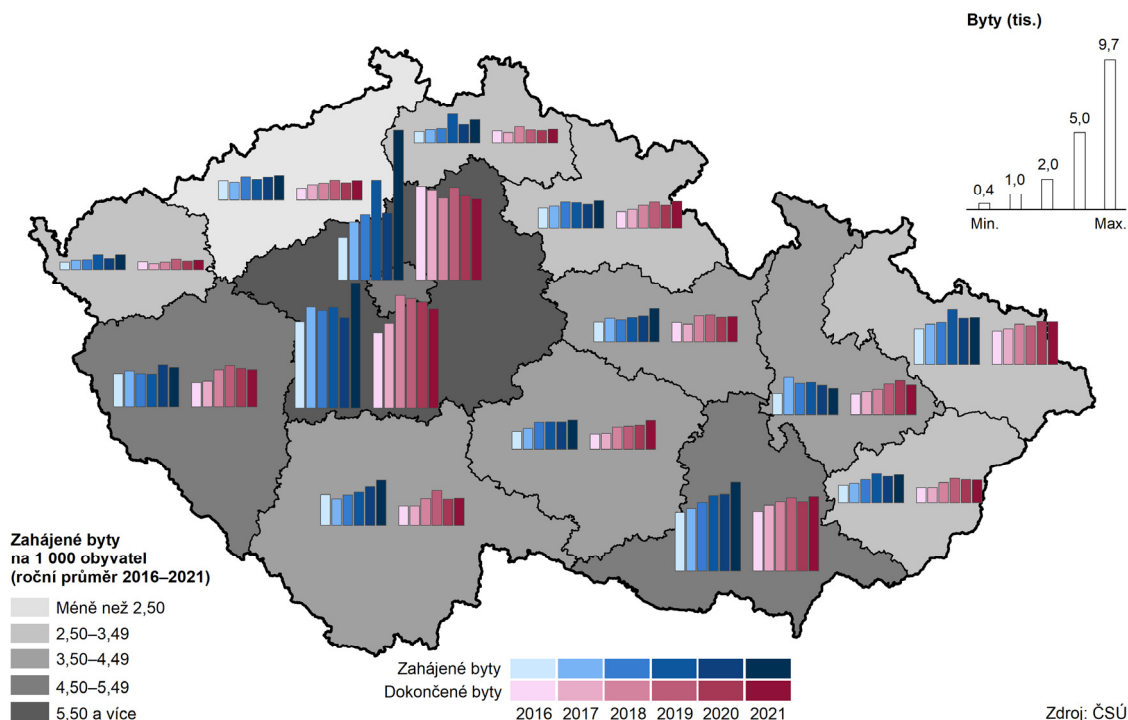 Byty (tis.)
9,7
5,0
2,0
1,0
0,4
Min.
Max.
Zahájené byty
na 1 000 obyvatel
(roční průměr 2016–2021)
Méně než 2,50
2,50–3,49
3,50–4,49
4,50–5,49
5,50 a více
Zahájené byty
Dokončené byty
2016 2017 2018 2019 2020 2021
Zdroj: ČSÚ